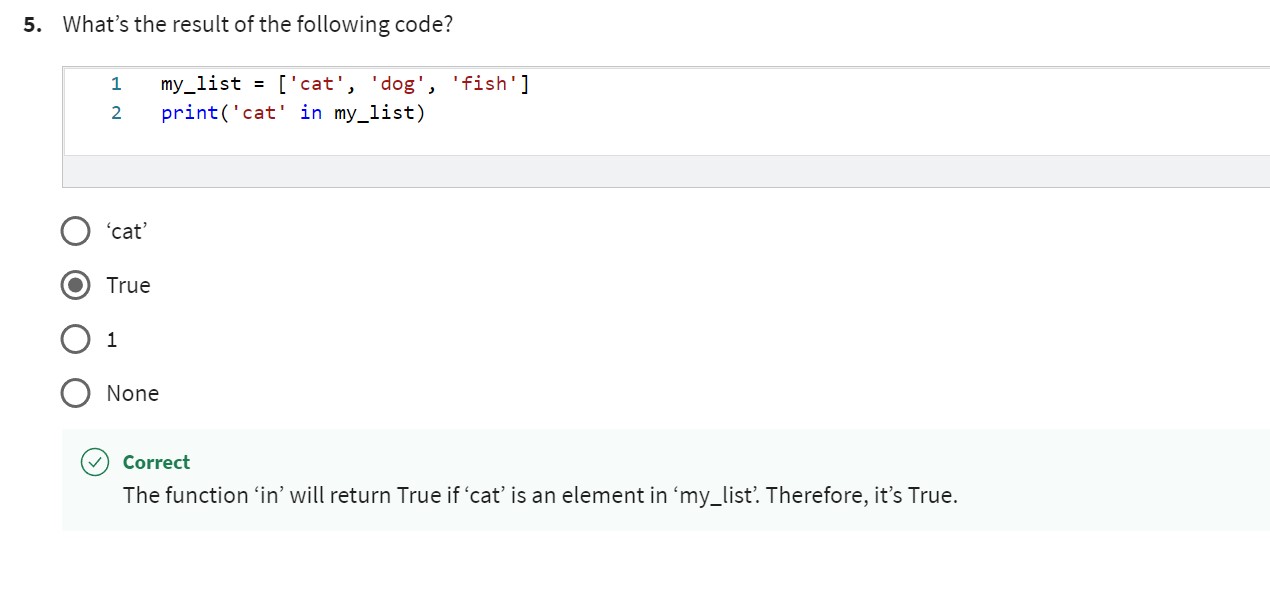 5. What’s the result of the following code?
1 my_list = ['cat', 'dog', 'fish']
2 print('cat' in my_list)
‘cat’
True
1
None
Correct
The function ‘in’ will return True if ‘cat’ is an element in ‘my_list’. Therefore, it’s True.